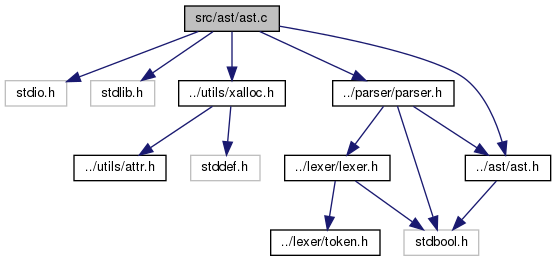 src/ast/ast.c
stdio.h
stdlib.h
../utils/xalloc.h
../parser/parser.h
../utils/attr.h
stddef.h
../lexer/lexer.h
../ast/ast.h
../lexer/token.h
stdbool.h